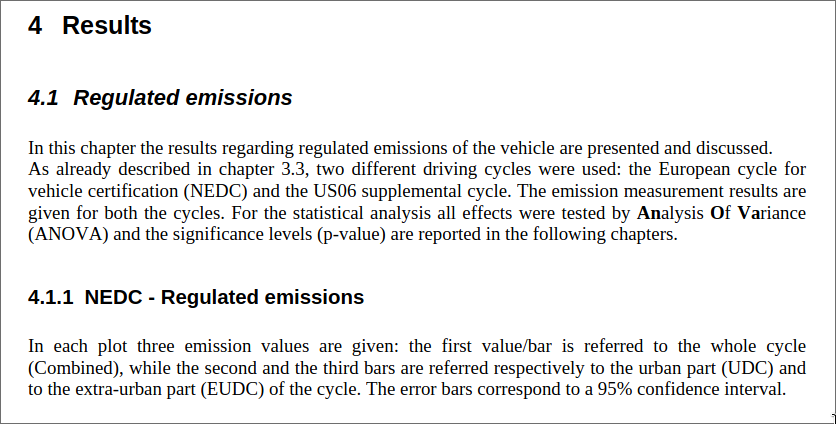 4 Results
4.1 Regulated emissions
In this chapter the results regarding regulated emissions of the vehicle are presented and discussed.
As already described in chapter 3.3, two different driving cycles were used: the European cycle for
vehicle certification (NEDC) and the US06 supplemental cycle. The emission measurement results are
given for both the cycles. For the statistical analysis all effects were tested by Analysis Of Variance
(ANOVA) and the significance levels (p-value) are reported in the following chapters.
4.1.1 NEDC - Regulated emissions
In each plot three emission values are given: the first value/bar is referred to the whole cycle
(Combined), while the second and the third bars are referred respectively to the urban part (UDC) and
to the extra-urban part (EUDC) of the cycle. The error bars correspond to a 95% confidence interval.